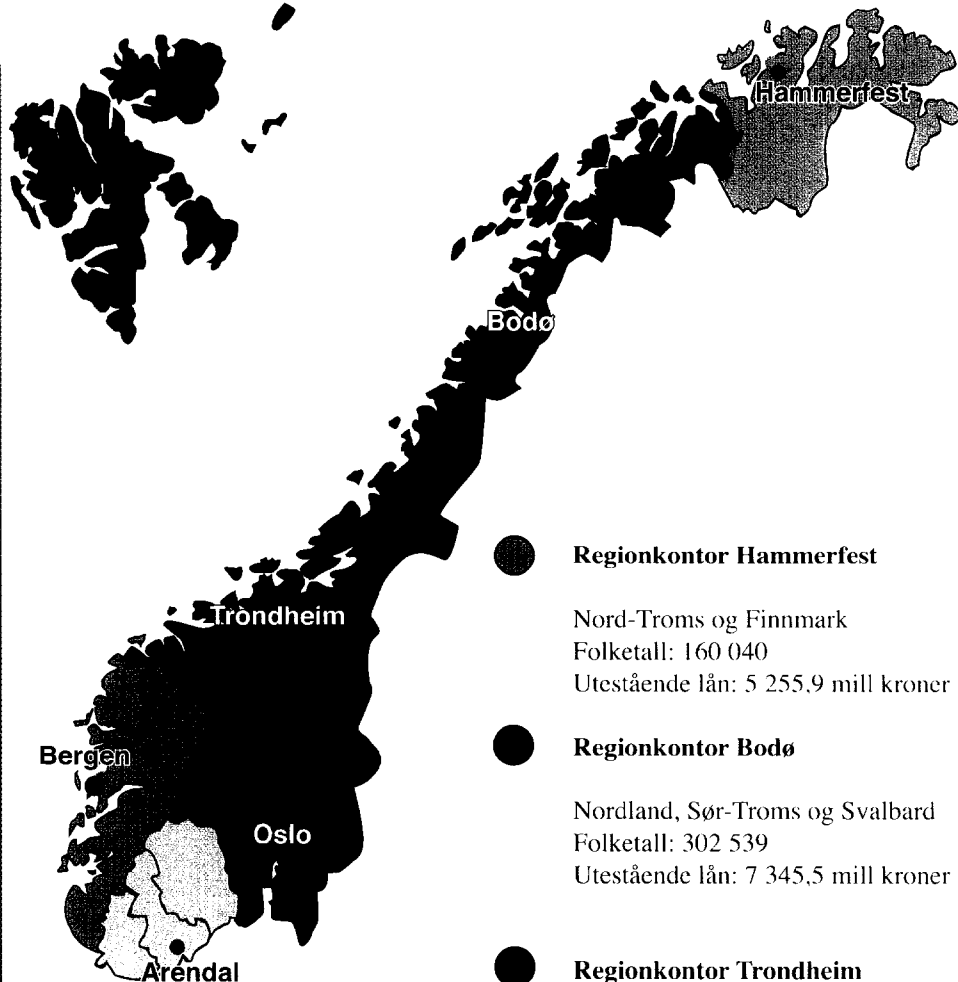 Hammerfest
Bodø
Trondheim
Bergen
Oslo
Arendal
Regionkontor Hammerfest
Nord-Troms og Finnmark
Folketall: 160 040
Utestående lån: 5 255,9 mill kroner
Regionkontor Bodø
Nordland, Sør-Troms og Svalbard
Folketall: 302 539
Utestående lån: 7 345,5 mill kroner
Regionkontor Trondheim